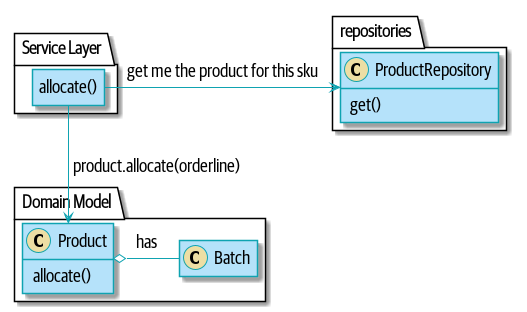 Service Layer
allocate()
get me the product for this sku
repositories
C ProductRepository
get()
product.allocate(orderline)
Domain Model
C Product
allocate()
has
C Batch